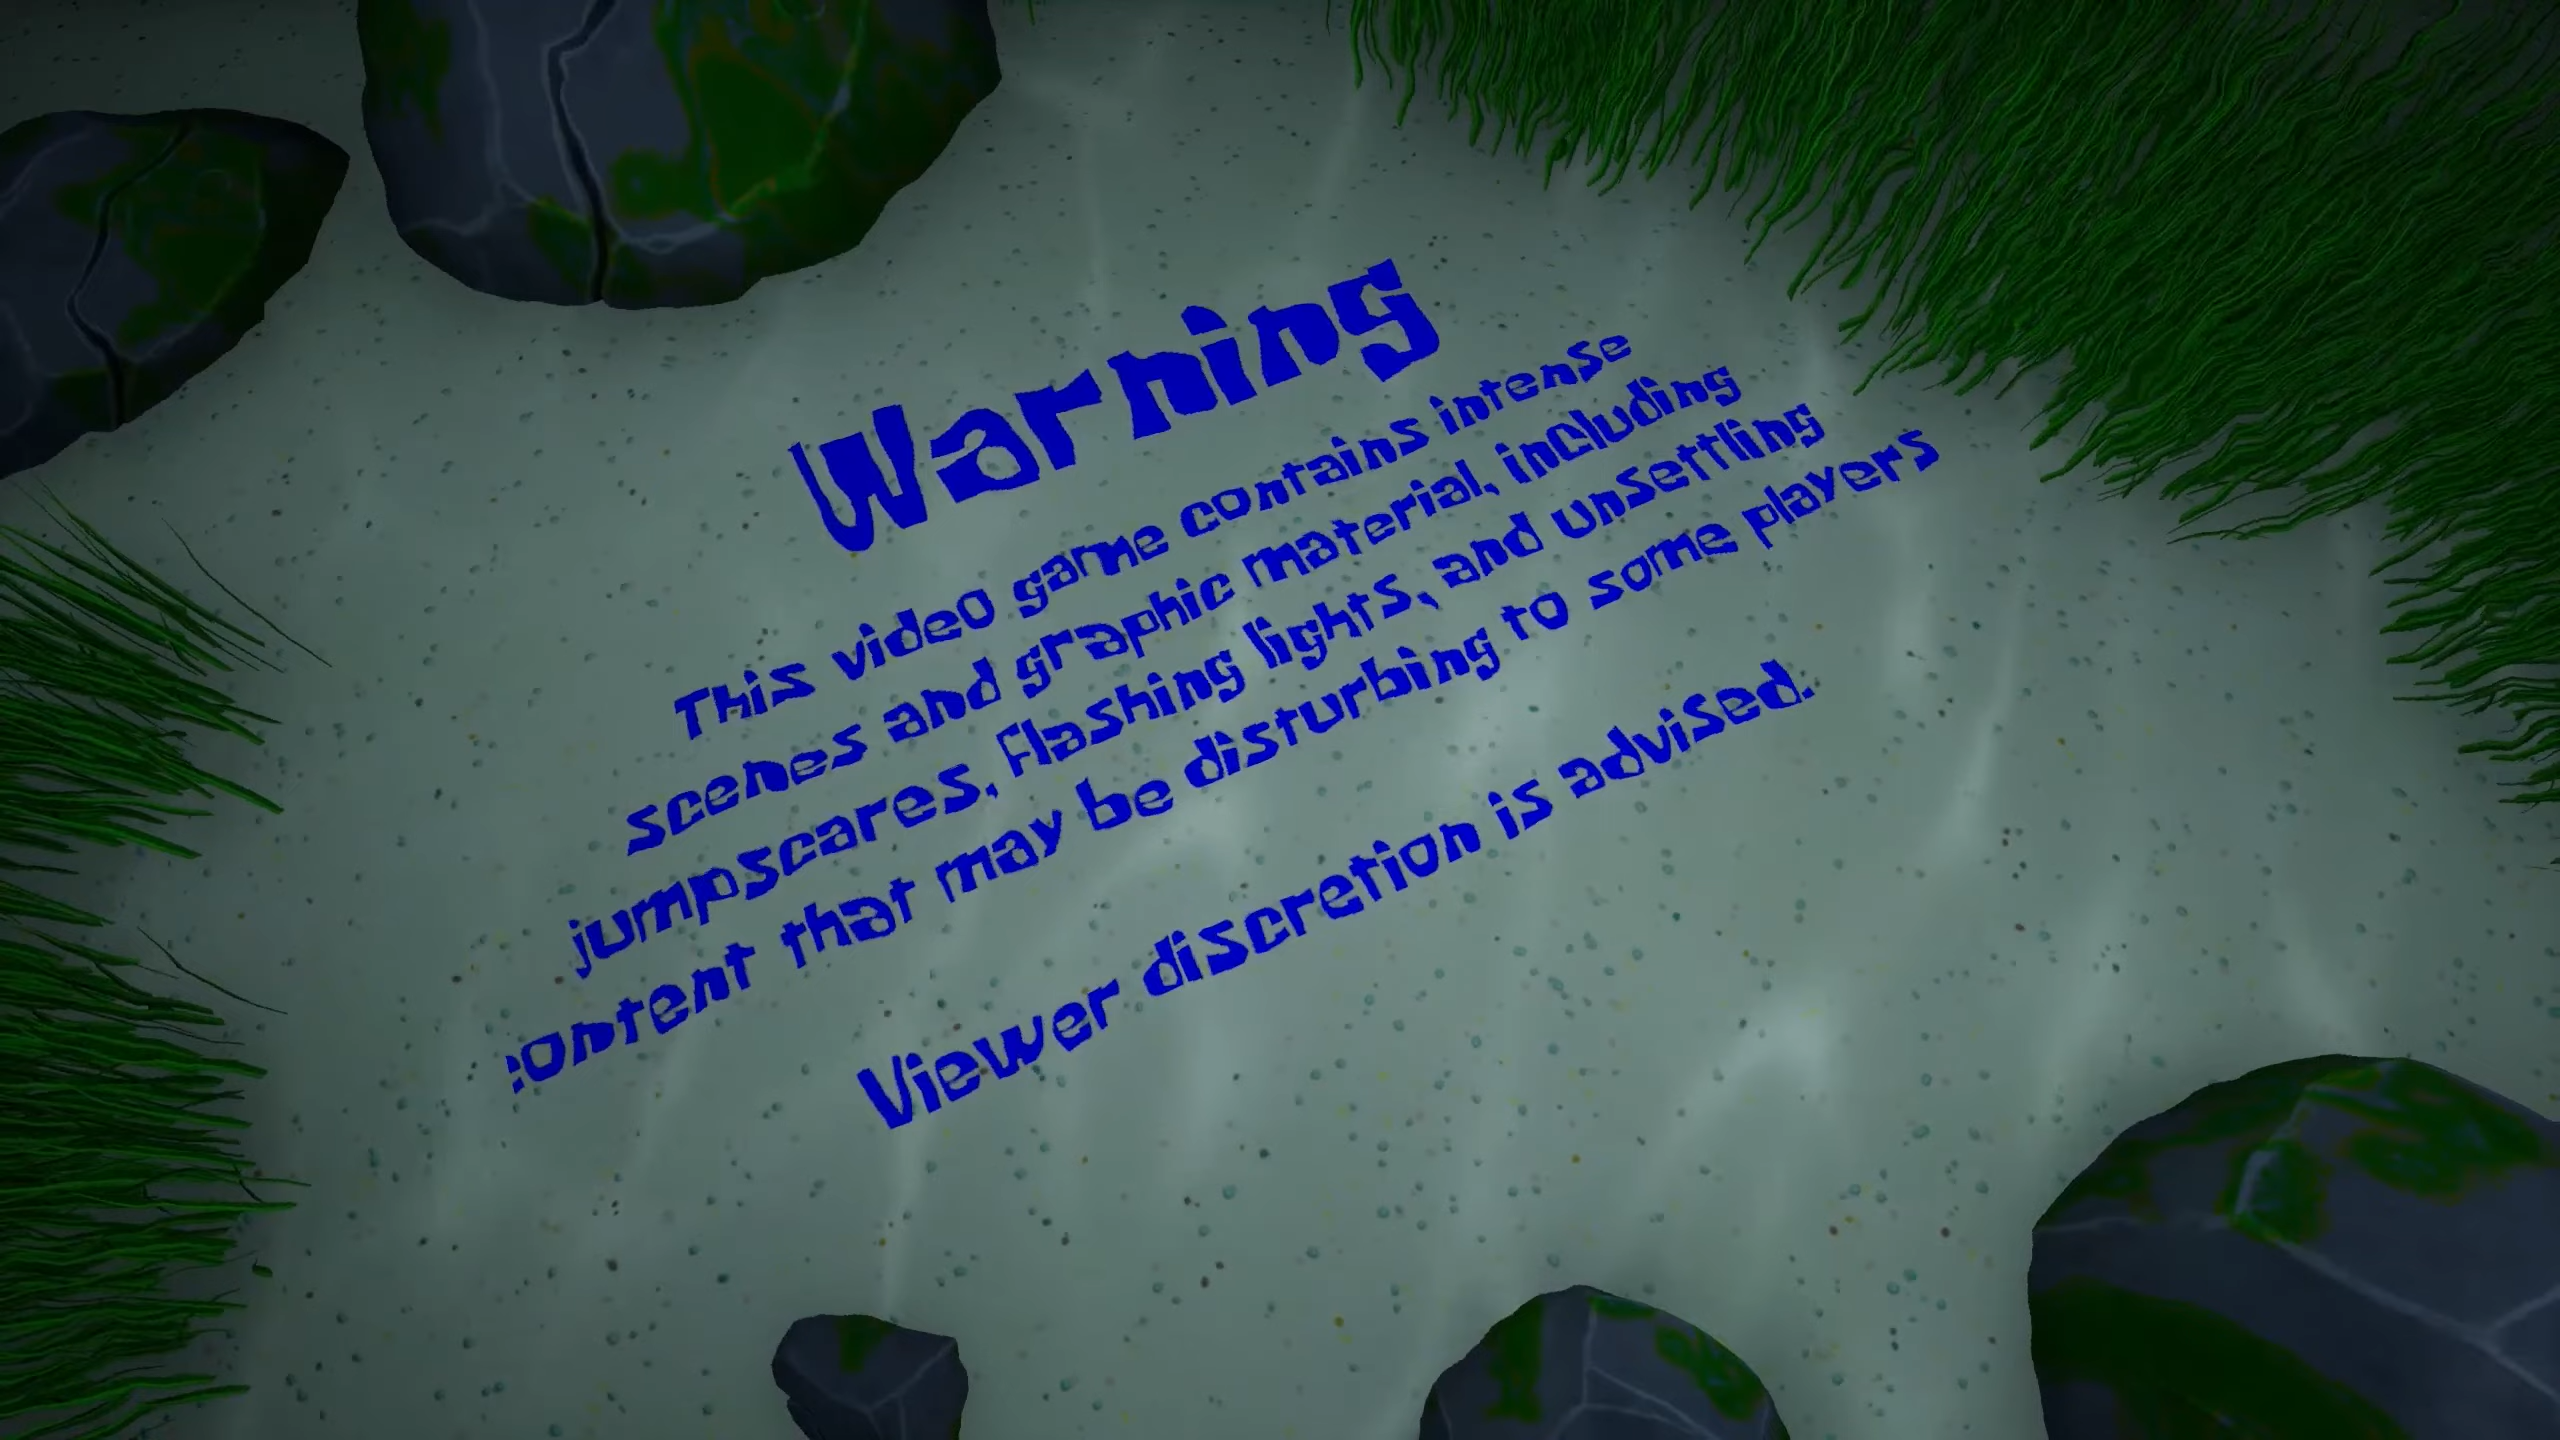 Warning
This video game contains intense
scenes and graphic material, including
jumpscares, flashing lights, and unsettling
content that may be disturbing to some players
Viewer discretion is advised.